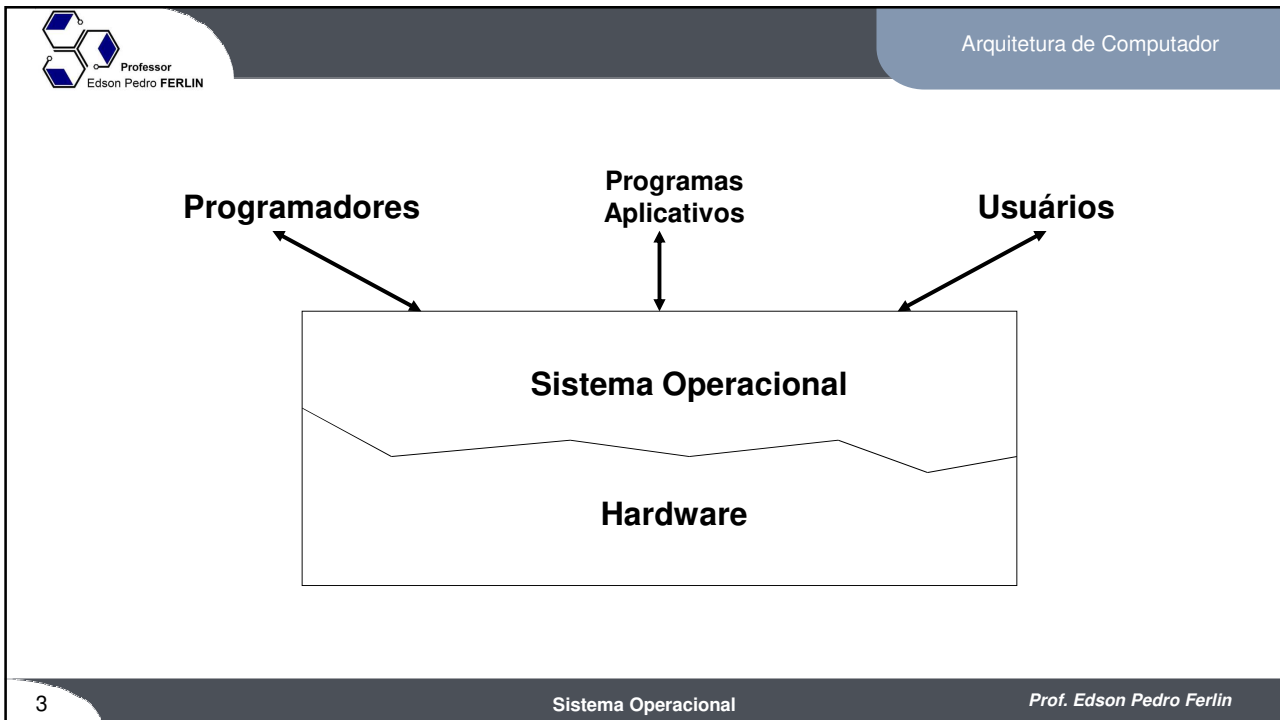 Professor
Edson Pedro FERLIN
Arquitetura de Computador
Programadores
Programas
Aplicativos
Usuários
Sistema Operacional
Hardware
3
Sistema Operacional
Prof. Edson Pedro Ferlin